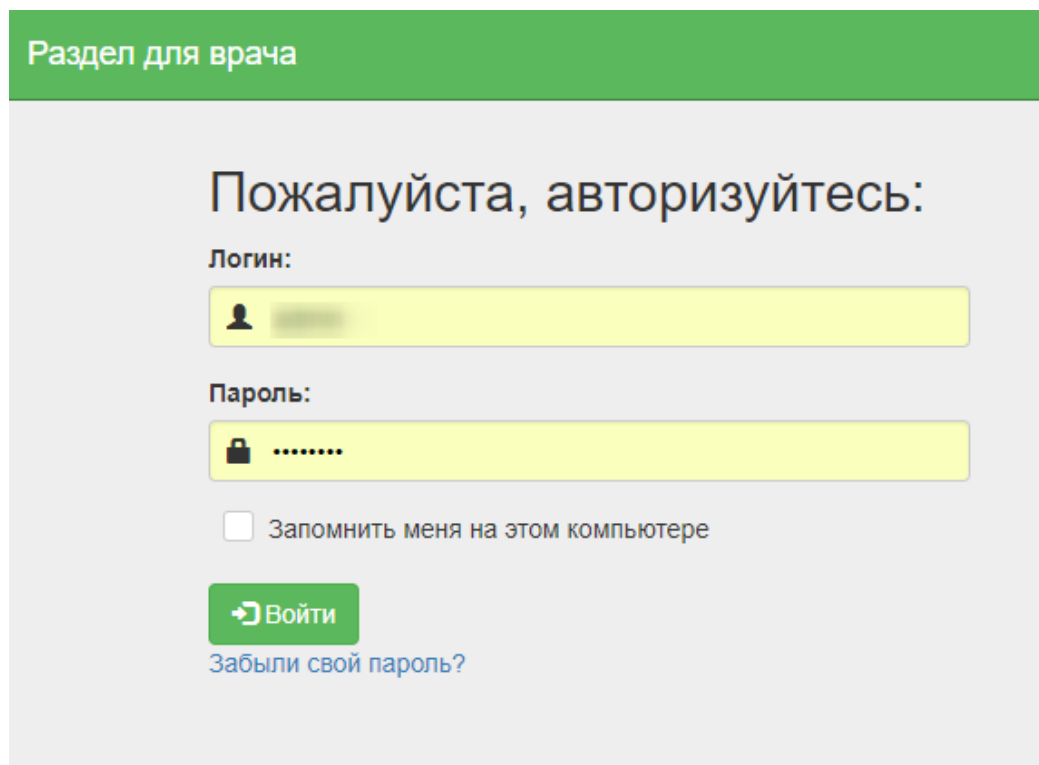 Раздел для врача
Пожалуйста, авторизуйтесь:
Логин:
Пароль:
••••••••
Запомнить меня на этом компьютере
Войти
Забыли свой пароль?